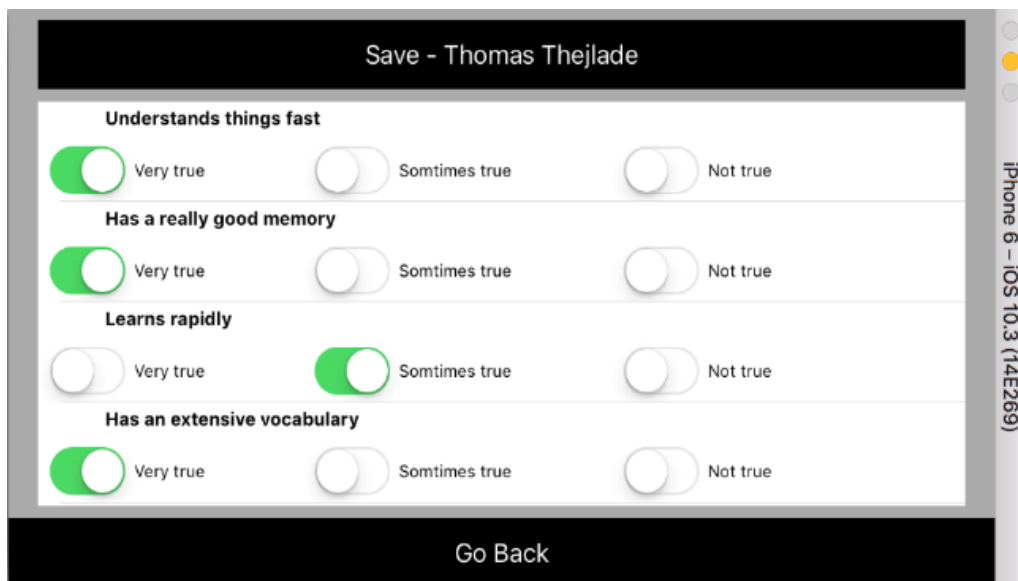 Save - Thomas Thejlade
Understands things fast
Very true Somtimes true Not true
Has a really good memory
Very true Somtimes true Not true
Learns rapidly
Very true Somtimes true Not true
Has an extensive vocabulary
Very true Somtimes true Not true
Go Back
iPhone 6 – iOS 10.3 (14E269)